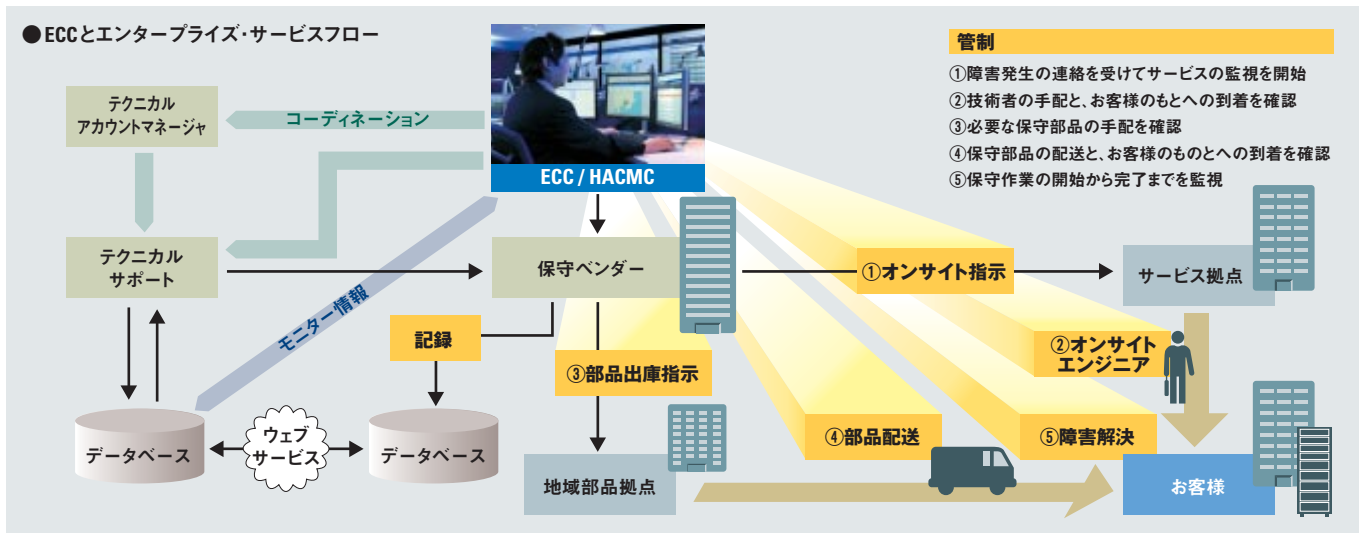 ●ECCとエンタープライズ・サービスフロー
管制
①障害発生の連絡を受けてサービスの監視を開始
②技術者の手配と、お客様のもとへの到着を確認
③必要な保守部品の手配を確認
④保守部品の配送と、お客様のものとへの到着を確認
⑤保守作業の開始から完了までを監視
テクニカル
アカウントマネージャ
コーディネーション
ECC / HACMC
テクニカル
サポート
保守ベンダー
①オンサイト指示
サービス拠点
モニター情報
記録
③部品出庫指示
②オンサイト
エンジニア
データベース
ウェブ
サービス
データベース
④部品配送
⑤障害解決
地域部品拠点
お客様